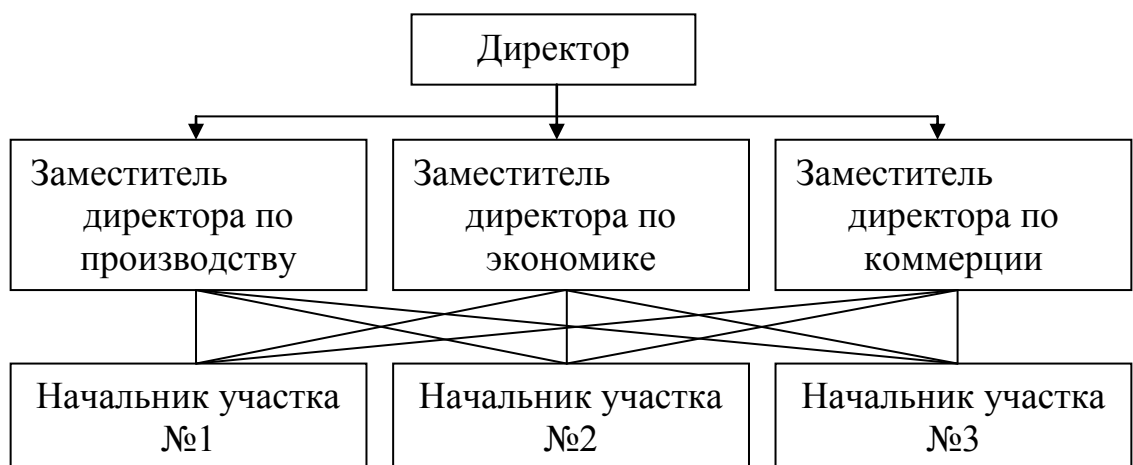 Директор
Заместитель
директора по
производству
Заместитель
директора по
экономике
Заместитель
директора по
коммерции
Начальник участка
№1
Начальник участка
№2
Начальник участка
№3